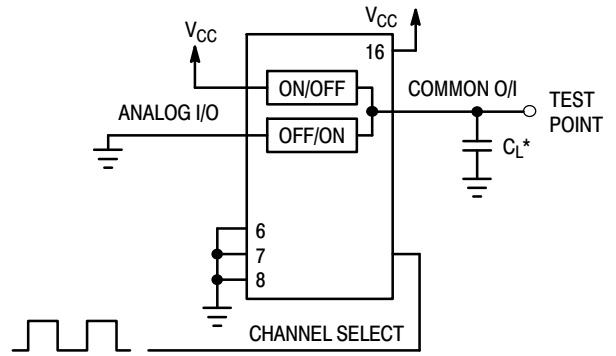 VCC
VCC
16
ON/OFF
COMMON O/I
TEST
POINT
ANALOG I/O
OFF/ON
CL*
6
7
8
CHANNEL SELECT